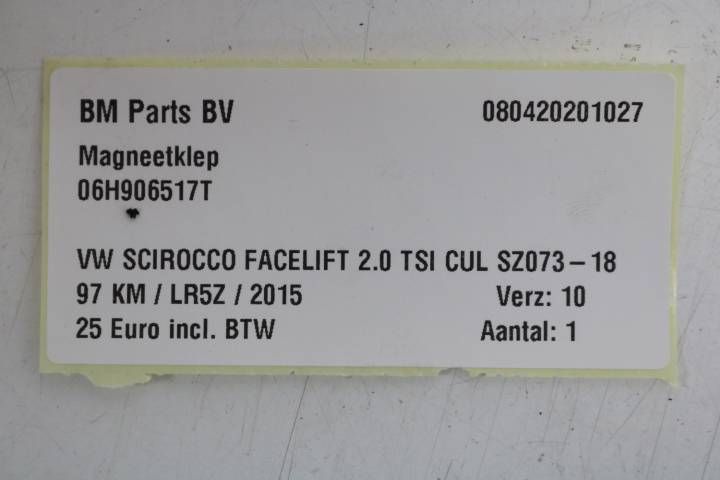 BM Parts BV 080420201027
Magneetklep
06H906517T
VW SCIROCCO FACELIFT 2.0 TSI CUL SZ073-18
97 KM / LR5Z / 2015 Verz: 10
25 Euro incl. BTW Aantal: 1